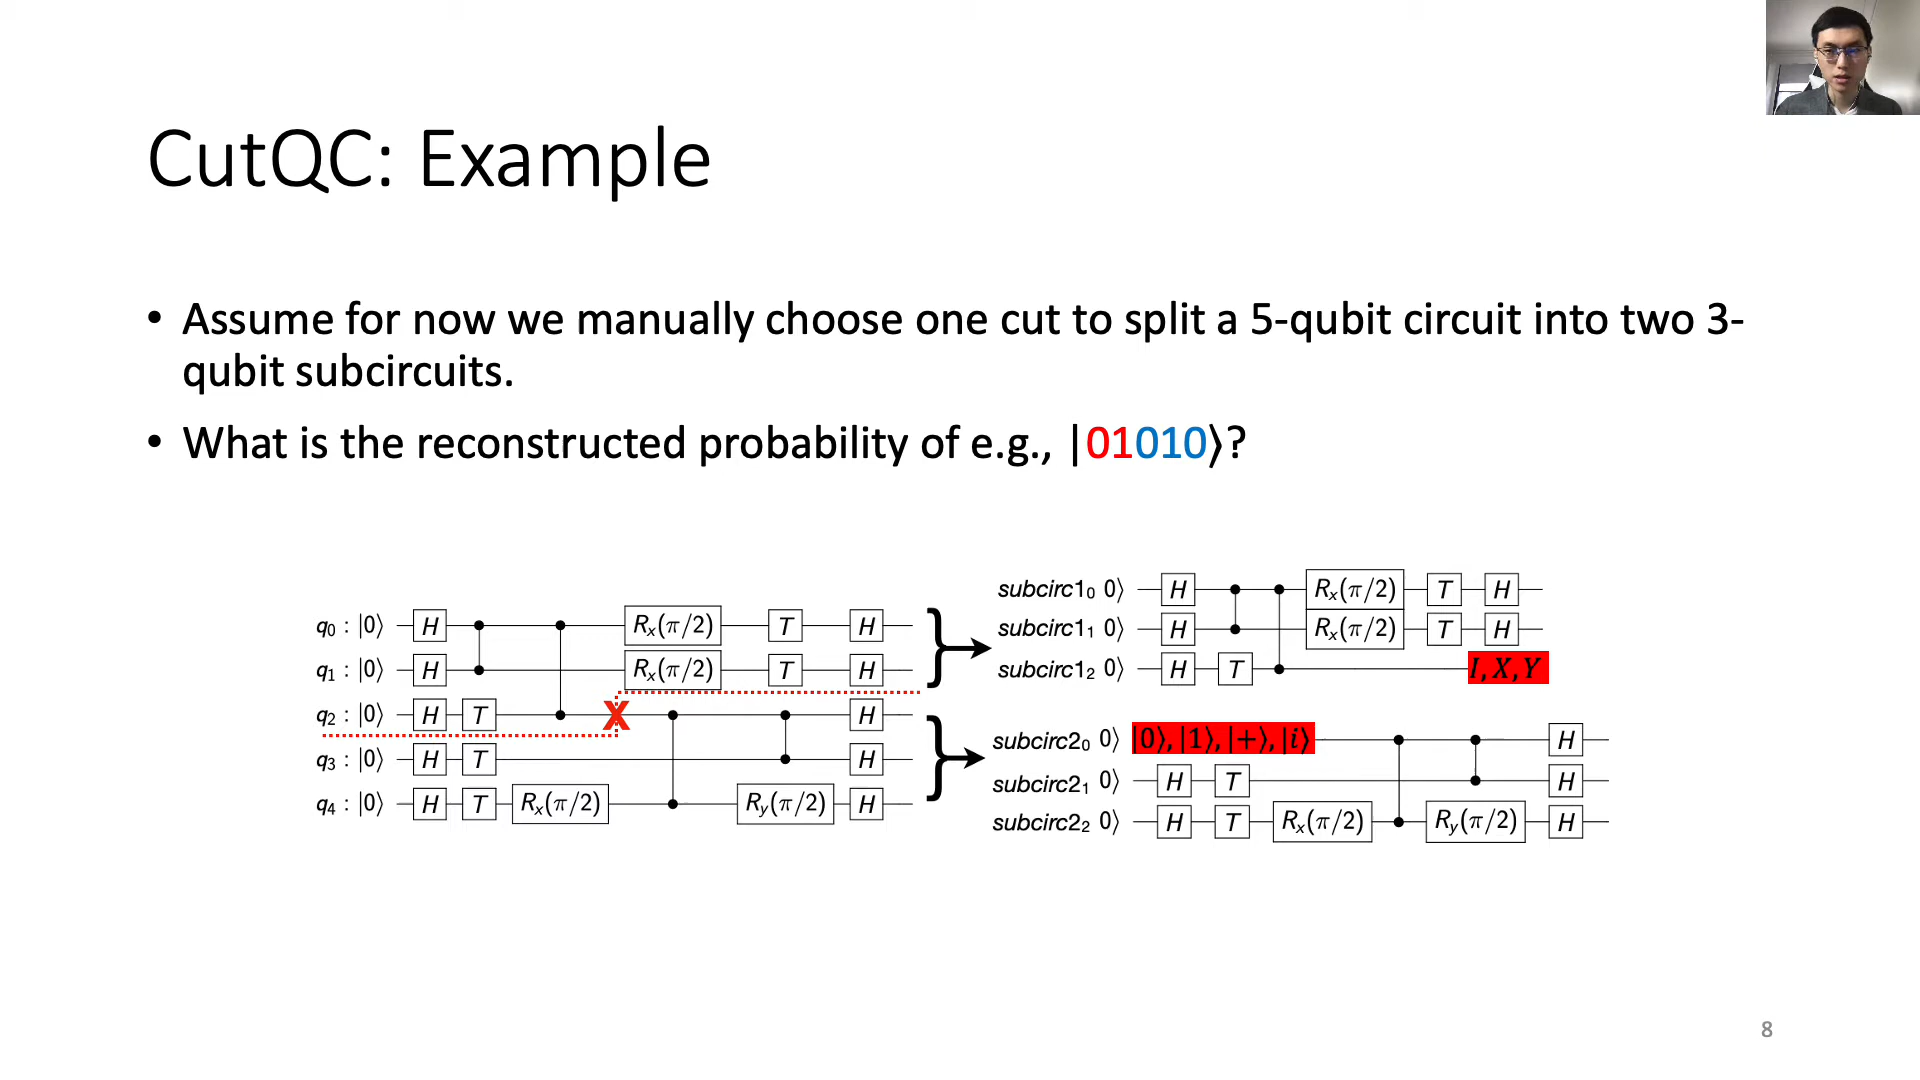 CutQC: Example
• Assume for now we manually choose one cut to split a 5-qubit circuit into two 3-
qubit subcircuits.
• What is the reconstructed probability of e.g., |01010⟩?
q₀ : |0⟩ H Rₓ(π/2) T H
q₁ : |0⟩ H Rₓ(π/2) T H
q₂ : |0⟩ H T X H
q₃ : |0⟩ H T H
q₄ : |0⟩ H T Rₓ(π/2) Rᵧ(π/2) H
subcirc1₀ 0⟩ H Rₓ(π/2) T H
subcirc1₁ 0⟩ H Rₓ(π/2) T H
subcirc1₂ 0⟩ H T I, X, Y
subcirc2₀ 0⟩ |0⟩, |1⟩, |+⟩, |i⟩ H
subcirc2₁ 0⟩ H T H
subcirc2₂ 0⟩ H T Rₓ(π/2) Rᵧ(π/2) H
8